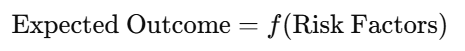 Expected Outcome = f(Risk Factors)